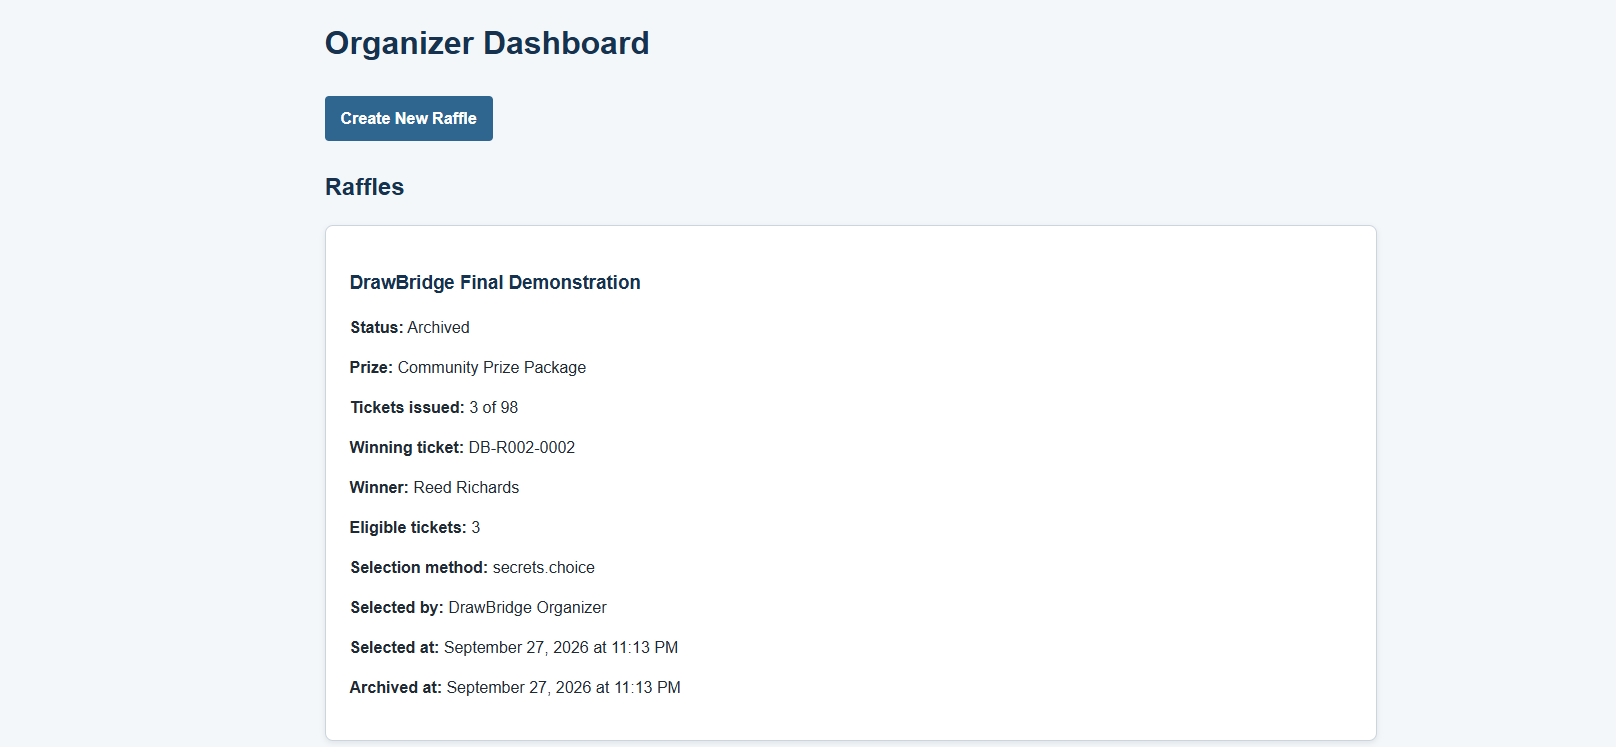 Organizer Dashboard
Create New Raffle
Raffles
DrawBridge Final Demonstration
Status: Archived
Prize: Community Prize Package
Tickets issued: 3 of 98
Winning ticket: DB-R002-0002
Winner: Reed Richards
Eligible tickets: 3
Selection method: secrets.choice
Selected by: DrawBridge Organizer
Selected at: September 27, 2026 at 11:13 PM
Archived at: September 27, 2026 at 11:13 PM